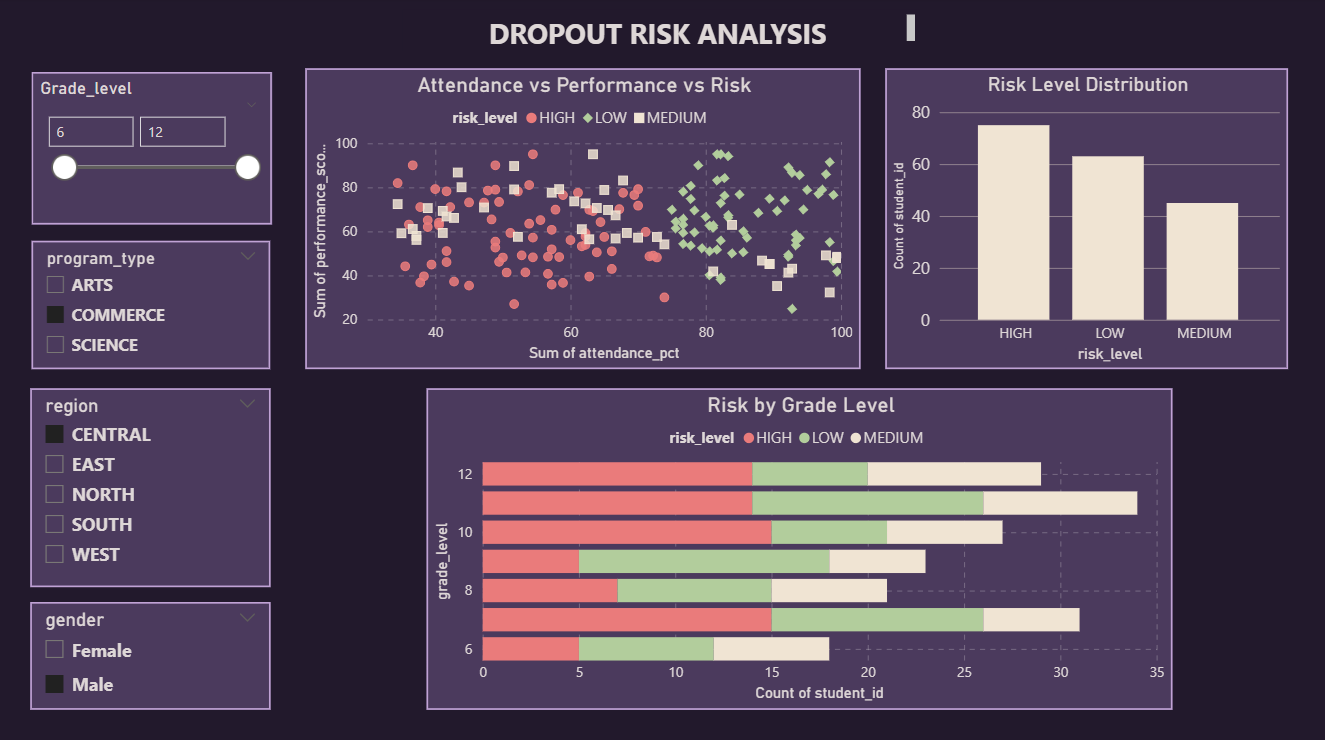 DROPOUT RISK ANALYSIS
Grade_level
6
12
program_type
ARTS
COMMERCE
SCIENCE
region
CENTRAL
EAST
NORTH
SOUTH
WEST
gender
Female
Male
Attendance vs Performance vs Risk
risk_level HIGH LOW MEDIUM
Sum of performance_sco...
100
80
60
40
20
40 60 80 100
Sum of attendance_pct
Risk Level Distribution
Count of student_id
80
60
40
20
0
HIGH LOW MEDIUM
risk_level
Risk by Grade Level
risk_level HIGH LOW MEDIUM
grade_level
12
10
8
6
0 5 10 15 20 25 30 35
Count of student_id